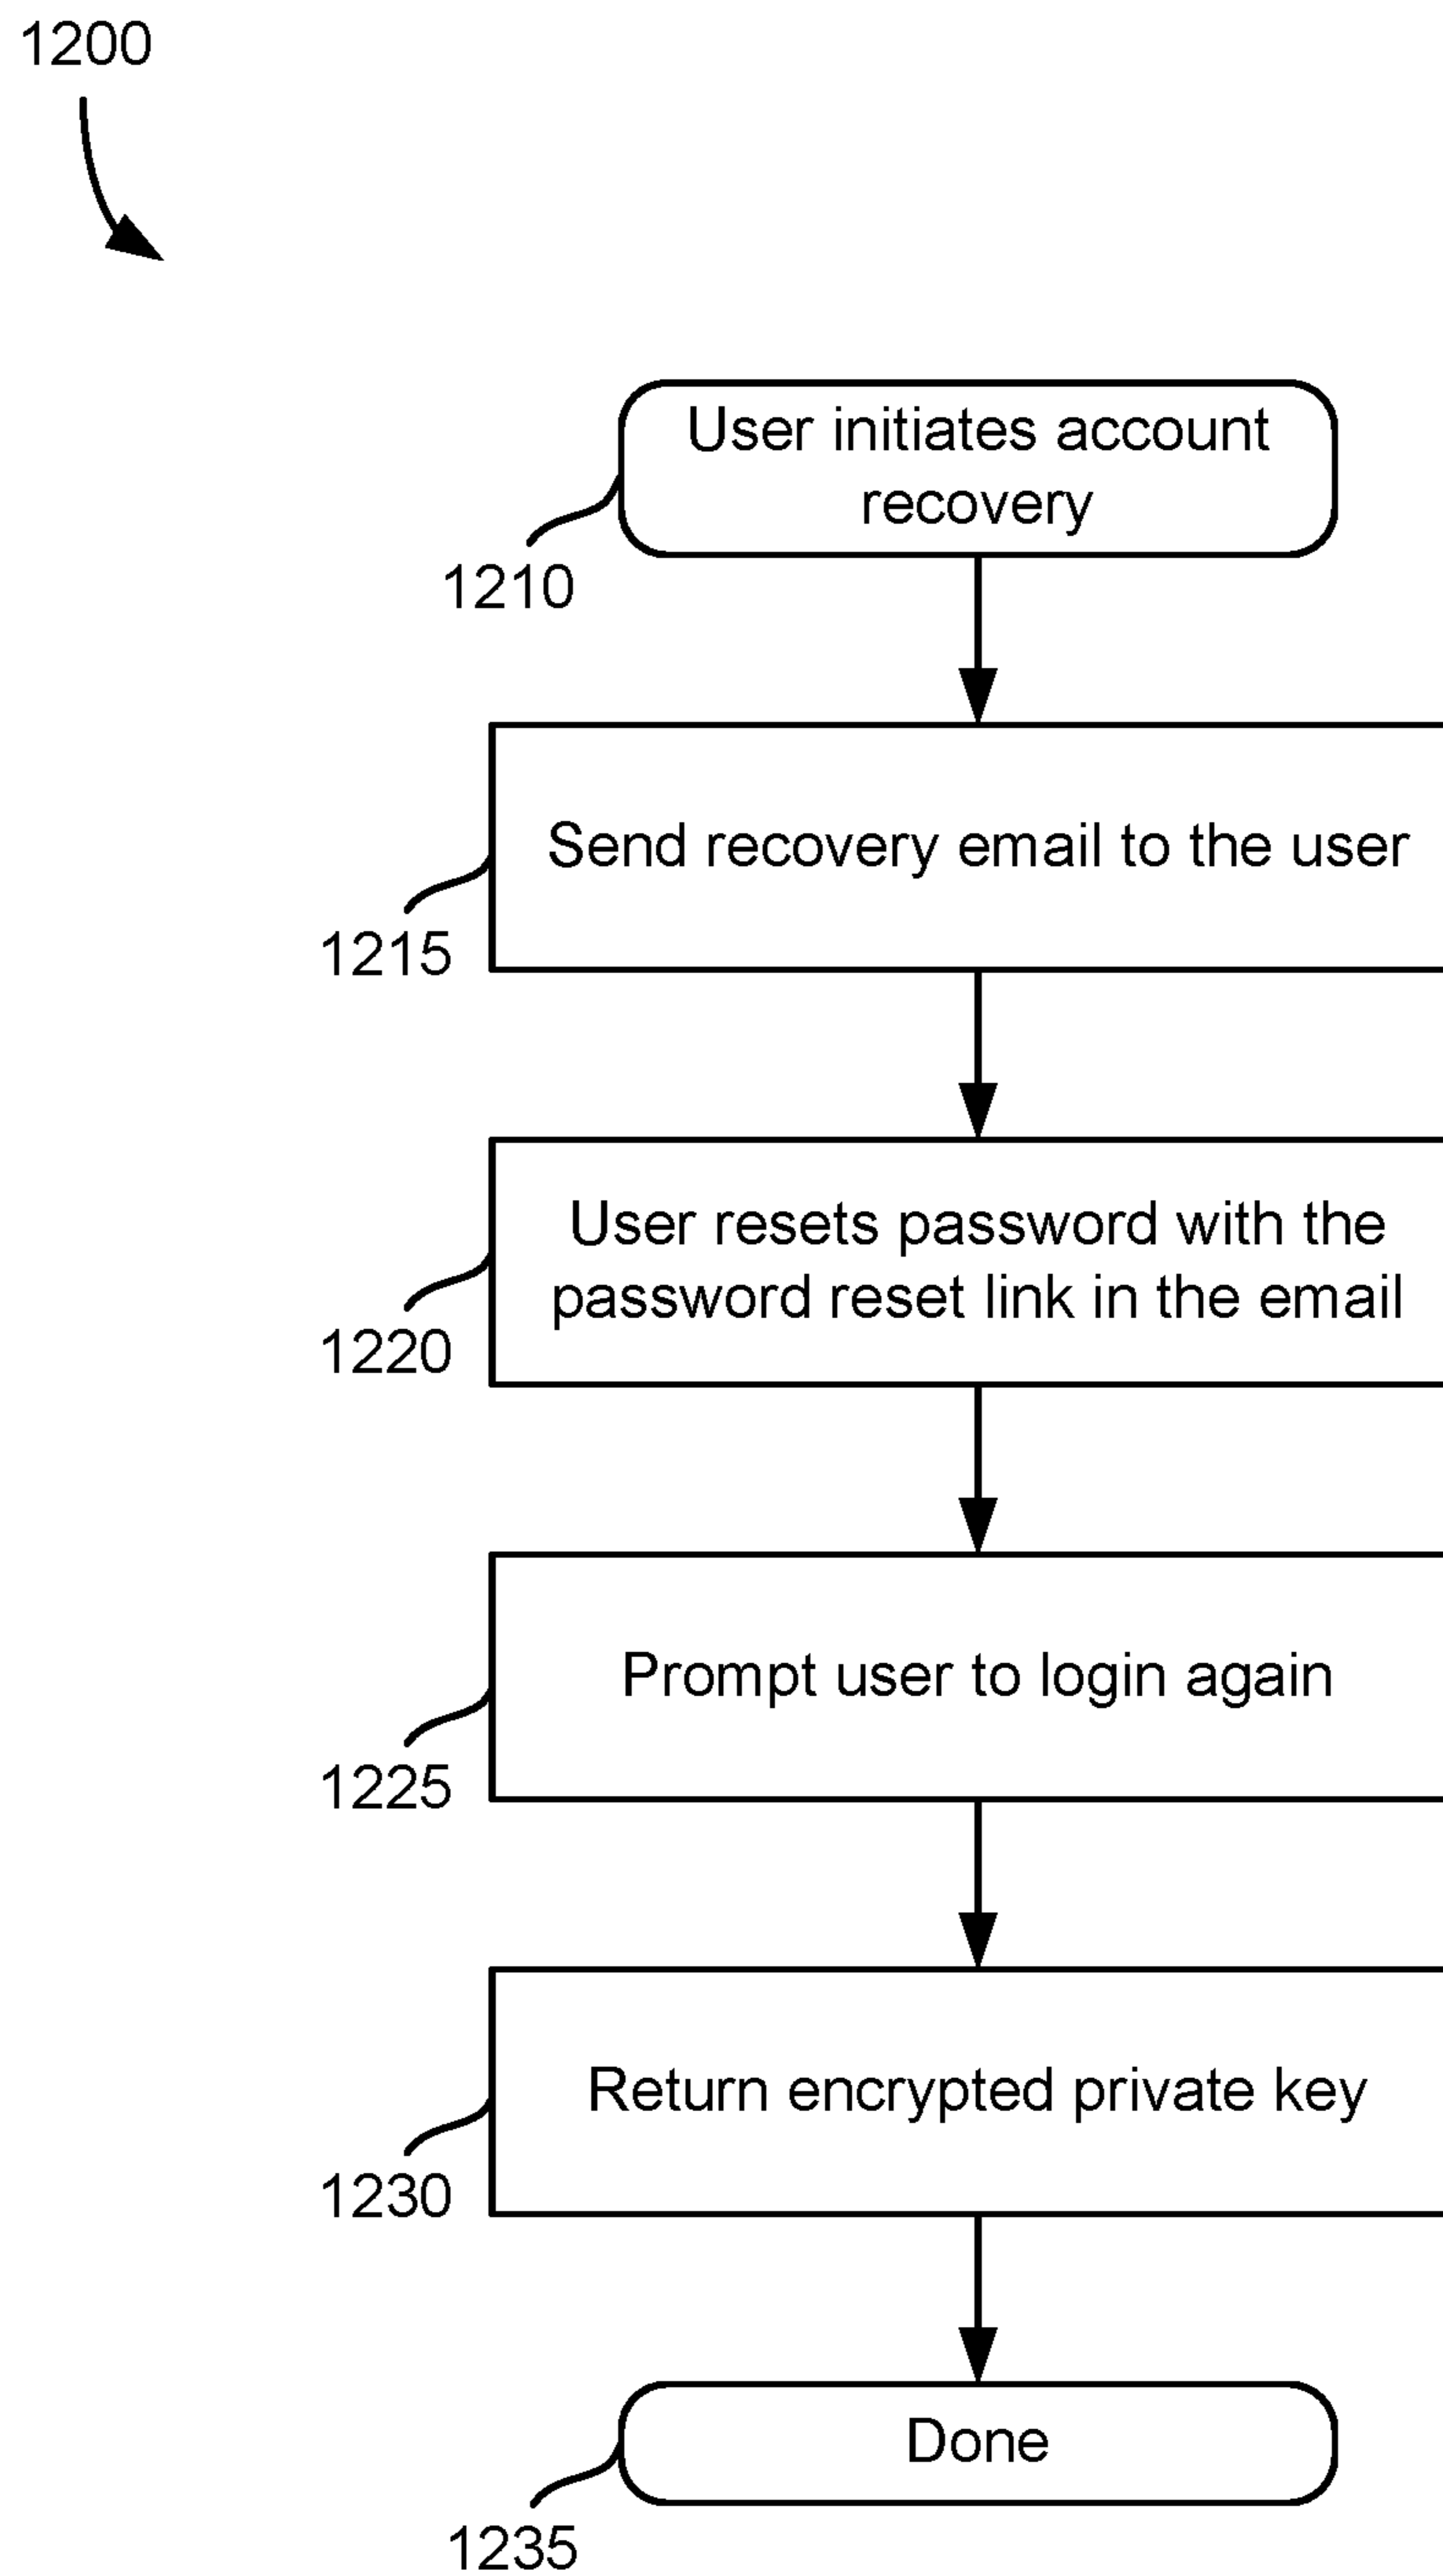 1200
User initiates account
recovery
1210
Send recovery email to the user
1215
User resets password with the
password reset link in the email
1220
Prompt user to login again
1225
Return encrypted private key
1230
Done
1235